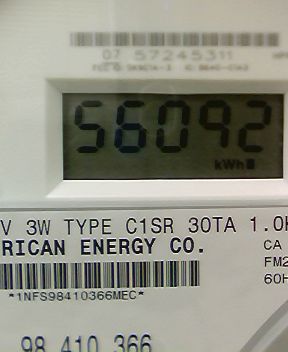 07 57245311
56092
kWh
V 3W TYPE C1SR 30TA 1.0
RICAN ENERGY CO.
CA
FM2
60H
*1NFS98410366MEC*
98 410 366